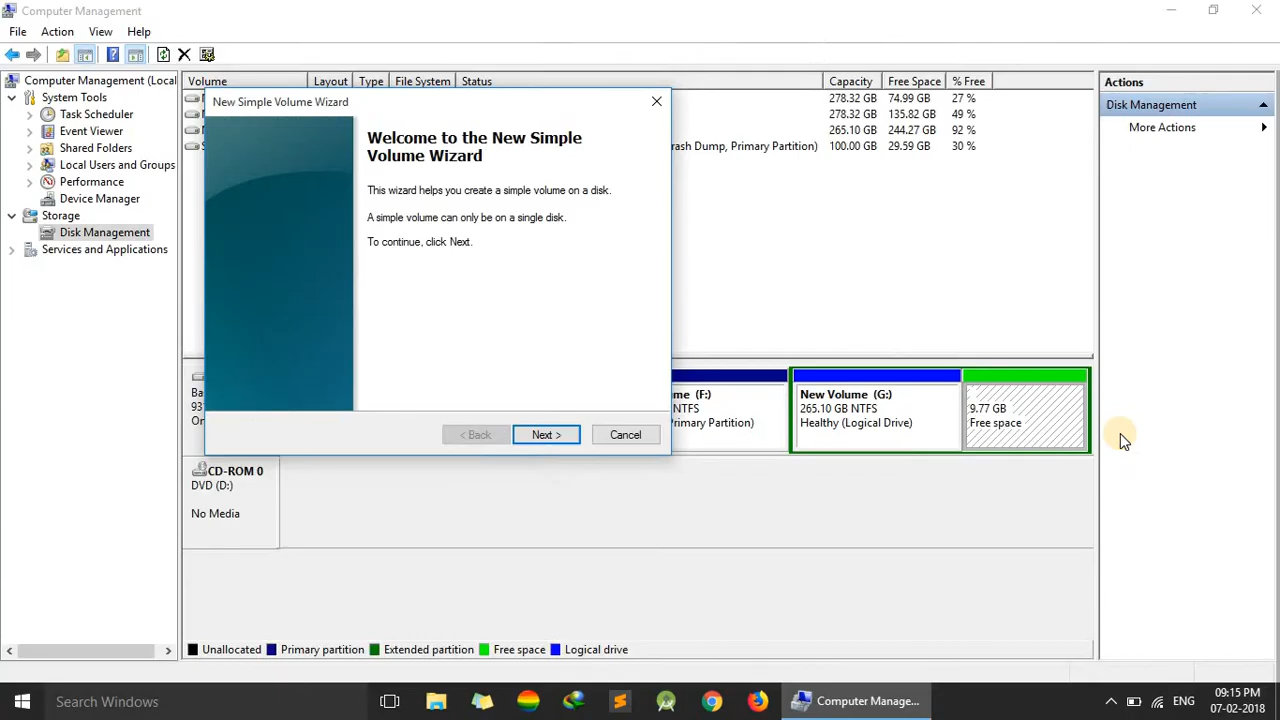 Computer Management
File Action View Help
Computer Management (Local
System Tools
Task Scheduler
Event Viewer
Shared Folders
Local Users and Groups
Performance
Device Manager
Storage
Disk Management
Services and Applications
Volume Layout Type File System Status Capacity Free Space % Free
278.32 GB 74.99 GB 27 %
278.32 GB 135.82 GB 49 %
265.10 GB 244.27 GB 92 %
rash Dump, Primary Partition) 100.00 GB 29.59 GB 30 %
New Simple Volume Wizard
Welcome to the New Simple
Volume Wizard
This wizard helps you create a simple volume on a disk.
A simple volume can only be on a single disk.
To continue, click Next.
< Back Next > Cancel
Ba
937
On
me (F:)
NTFS
Primary Partition)
New Volume (G:)
265.10 GB NTFS
Healthy (Logical Drive)
9.77 GB
Free space
CD-ROM 0
DVD (D:)
No Media
Unallocated Primary partition Extended partition Free space Logical drive
Actions
Disk Management
More Actions
Search Windows
Computer Manage...
ENG
09:15 PM
07-02-2018